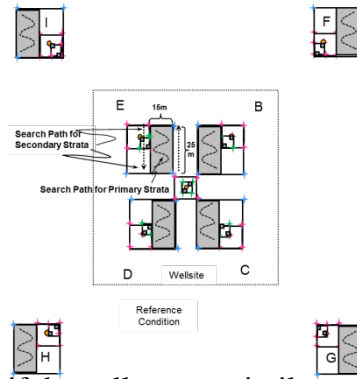 I
F
E
B
15m
Search Path for
Secondary Strata
25
m
Search Path for Primary Strata
D
Wellsite
C
Reference
Condition
H
G